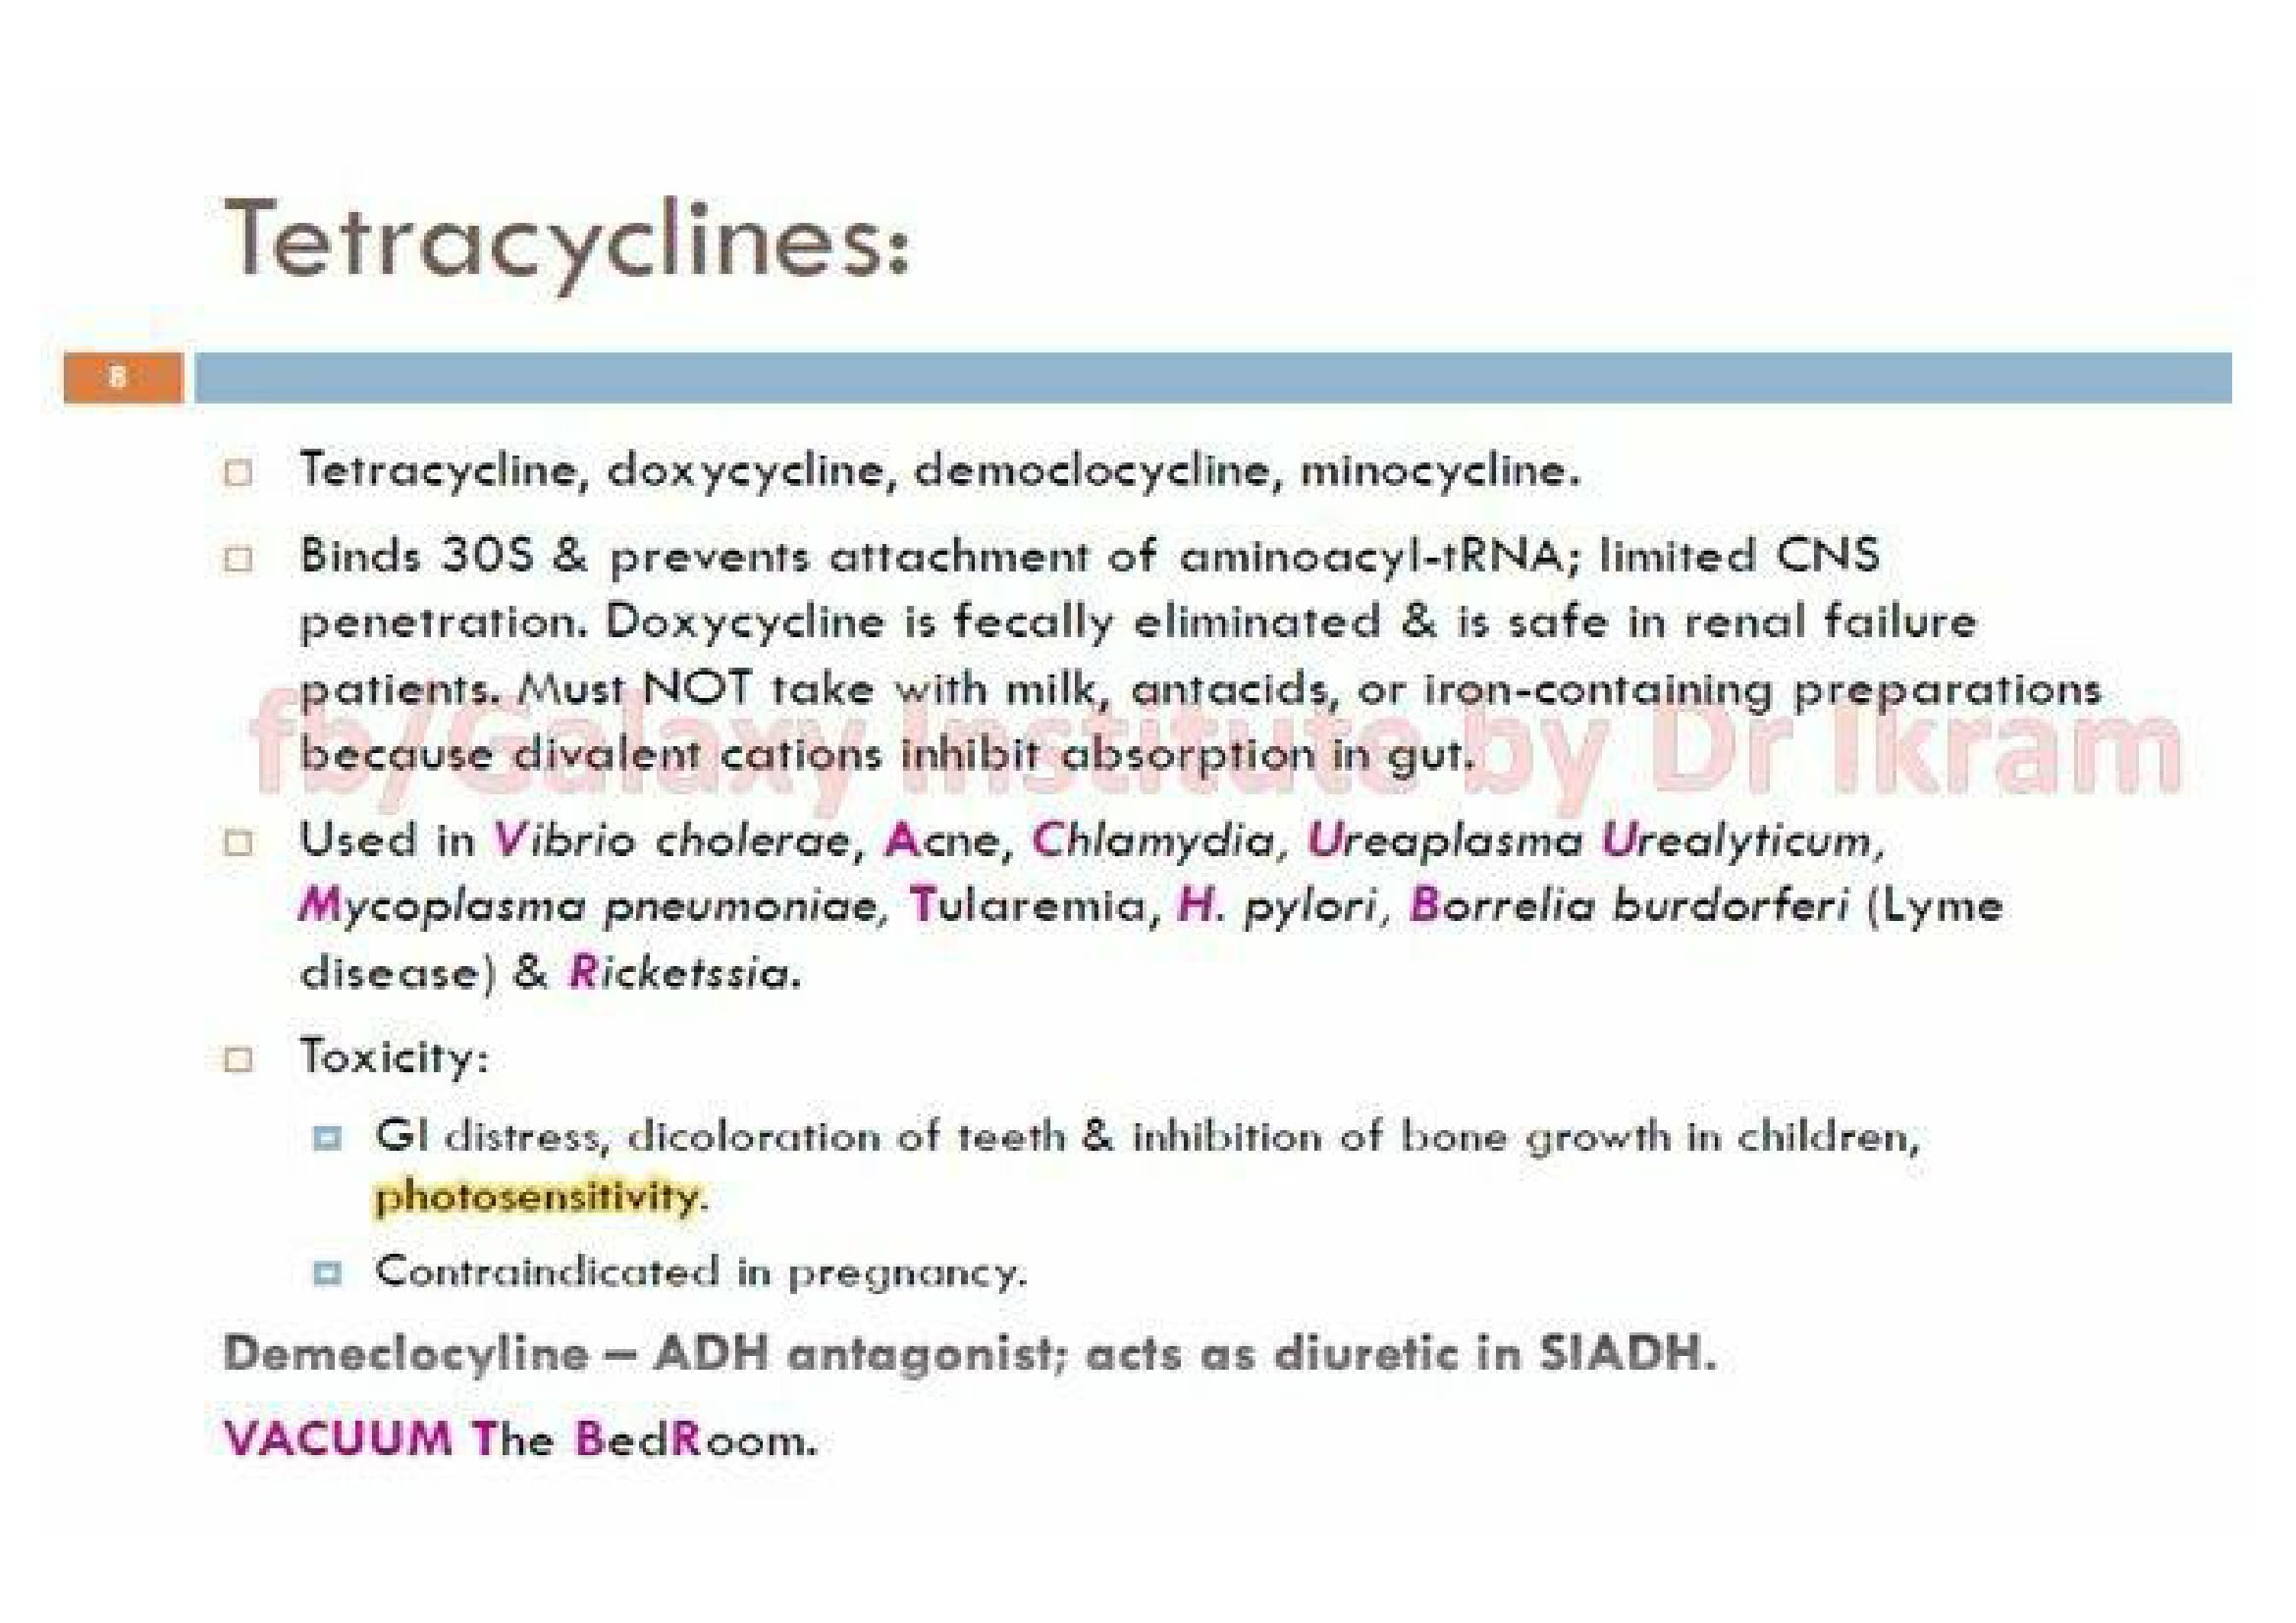 Tetracyclines:
8
Tetracycline, doxycycline, democlocycline, minocycline.
Binds 30S & prevents attachment of aminoacyl-tRNA; limited CNS
penetration. Doxycycline is fecally eliminated & is safe in renal failure
patients. Must NOT take with milk, antacids, or iron-containing preparations
because divalent cations inhibit absorption in gut.
fb/Galaxy Institute by Dr Ikram
Used in Vibrio cholerae, Acne, Chlamydia, Ureaplasma Urealyticum,
Mycoplasma pneumoniae, Tularemia, H. pylori, Borrelia burdorferi (Lyme
disease) & Ricketssia.
Toxicity:
GI distress, dicoloration of teeth & inhibition of bone growth in children,
photosensitivity.
Contraindicated in pregnancy.
Demeclocyline – ADH antagonist; acts as diuretic in SIADH.
VACUUM The BedRoom.